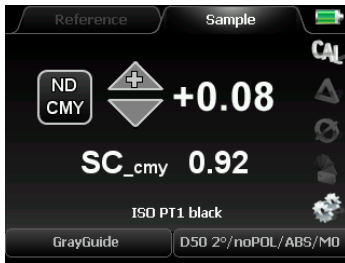 Reference Sample
CAL
ND
CMY
+0.08
SC_cmy 0.92
ISO PT1 black
GrayGuide D50 2°/noPOL/ABS/M0